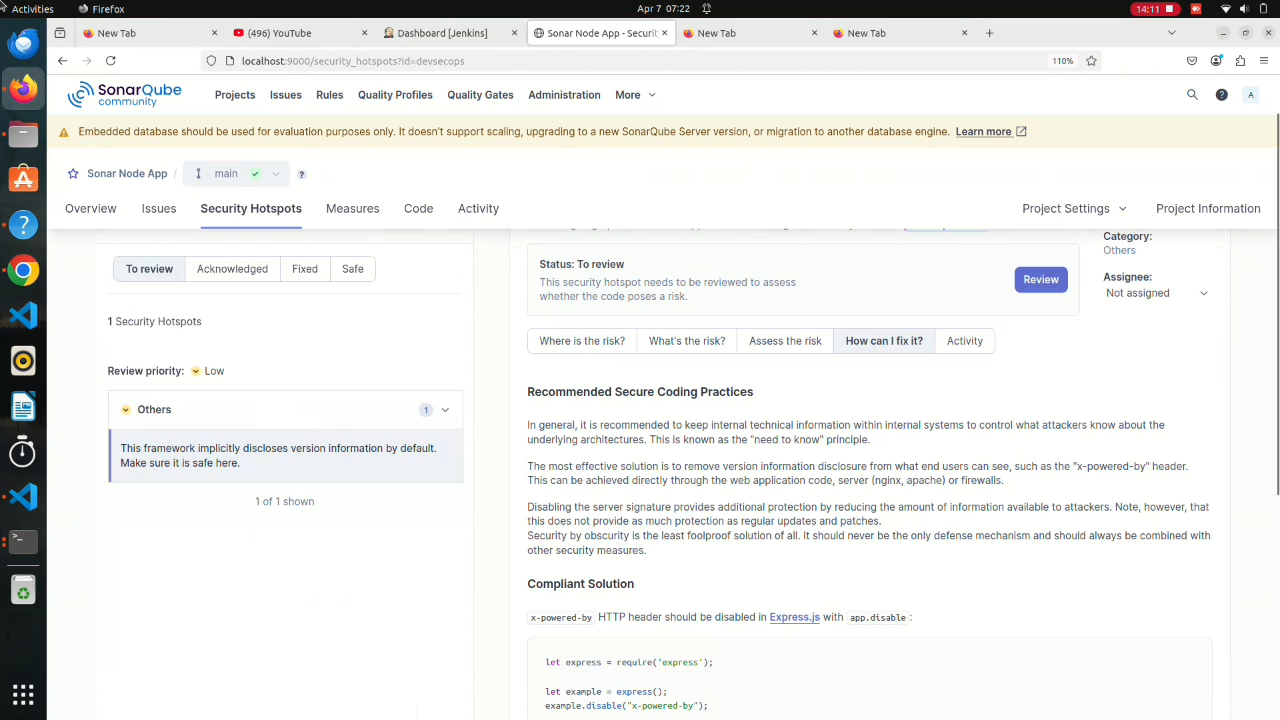 Activities
Firefox
Apr 7 07:22
14:11
New Tab
(496) YouTube
Dashboard [Jenkins]
Sonar Node App - Securit
New Tab
New Tab
localhost:9000/security_hotspots?id=devsecops
110%
SonarQube
community
Projects
Issues
Rules
Quality Profiles
Quality Gates
Administration
More
A
Embedded database should be used for evaluation purposes only. It doesn't support scaling, upgrading to a new SonarQube Server version, or migration to another database engine. Learn more
Sonar Node App /
main
?
Overview
Issues
Security Hotspots
Measures
Code
Activity
Project Settings
Project Information
To review
Acknowledged
Fixed
Safe
1 Security Hotspots
Review priority: Low
Others
1
This framework implicitly discloses version information by default.
Make sure it is safe here.
1 of 1 shown
Status: To review
This security hotspot needs to be reviewed to assess
whether the code poses a risk.
Review
Category:
Others
Assignee:
Not assigned
Where is the risk?
What's the risk?
Assess the risk
How can I fix it?
Activity
Recommended Secure Coding Practices
In general, it is recommended to keep internal technical information within internal systems to control what attackers know about the
underlying architectures. This is known as the "need to know" principle.
The most effective solution is to remove version information disclosure from what end users can see, such as the "x-powered-by" header.
This can be achieved directly through the web application code, server (nginx, apache) or firewalls.
Disabling the server signature provides additional protection by reducing the amount of information available to attackers. Note, however, that
this does not provide as much protection as regular updates and patches.
Security by obscurity is the least foolproof solution of all. It should never be the only defense mechanism and should always be combined with
other security measures.
Compliant Solution
x-powered-by HTTP header should be disabled in Express.js with app.disable :
let express = require('express');
let example = express();
example.disable("x-powered-by");